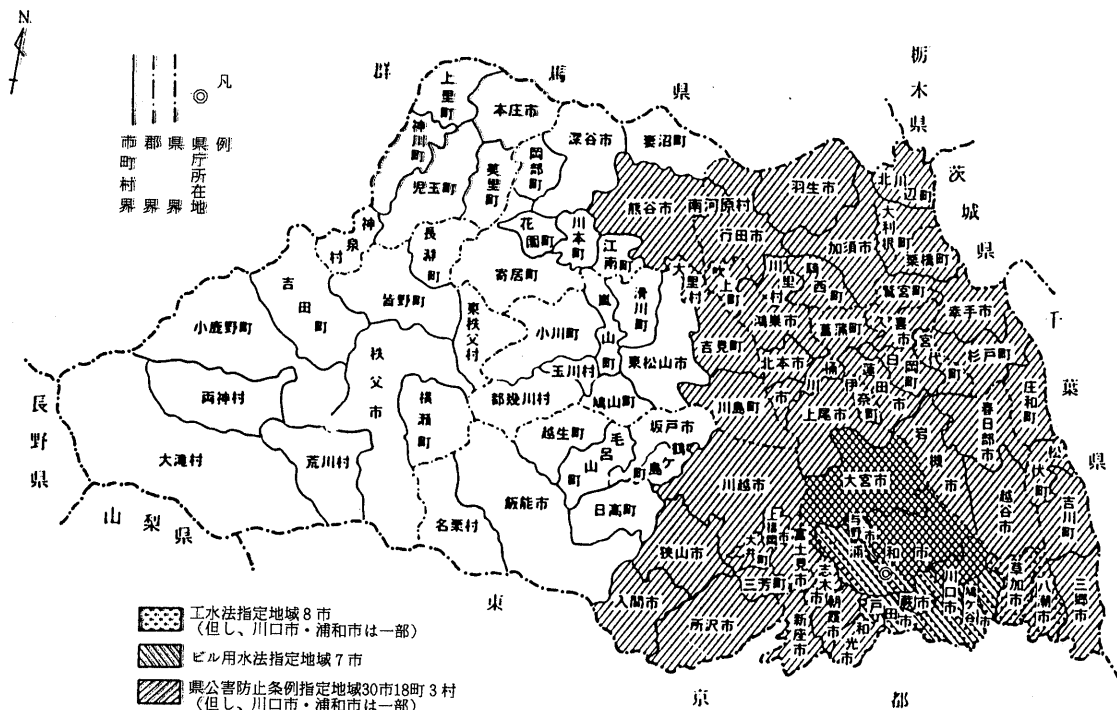 N.
凡例
県庁所在地
県界
郡界
市町村界
群馬県
栃木県
茨城県
千葉県
東京都
山梨県
長野県
上里町
本庄市
神川町
児玉町
美里町
岡部町
深谷市
妻沼町
神泉村
長瀞町
花園町
川本町
江南町
寄居町
熊谷市
南河原村
行田市
羽生市
加須市
北川辺町
大利根町
栗橋町
吉田町
小鹿野町
皆野町
東秩父村
小川町
嵐山町
滑川町
大里村
吹上町
川里村
騎西町
鷲宮町
幸手市
鴻巣市
菖蒲町
久喜市
宮代町
杉戸町
吉見町
東松山市
北本市
桶川市
伊奈町
蓮田市
白岡町
庄和町
両神村
秩父市
横瀬町
都幾川村
玉川村
鳩山町
川島町
上尾市
春日部市
大滝村
荒川村
越生町
毛呂山町
坂戸市
鶴ヶ島町
川越市
大宮市
岩槻市
松伏町
越谷市
吉川町
名栗村
飯能市
日高町
狭山市
上福岡市
大井町
富士見市
与野市
浦和市
三芳町
志木市
入間市
所沢市
新座市
朝霞市
和光市
戸田市
蕨市
川口市
鳩ヶ谷市
草加市
八潮市
三郷市
工水法指定地域8市
(但し、川口市・浦和市は一部)
ビル用水法指定地域7市
県公害防止条例指定地域30市18町3村
(但し、川口市・浦和市は一部)